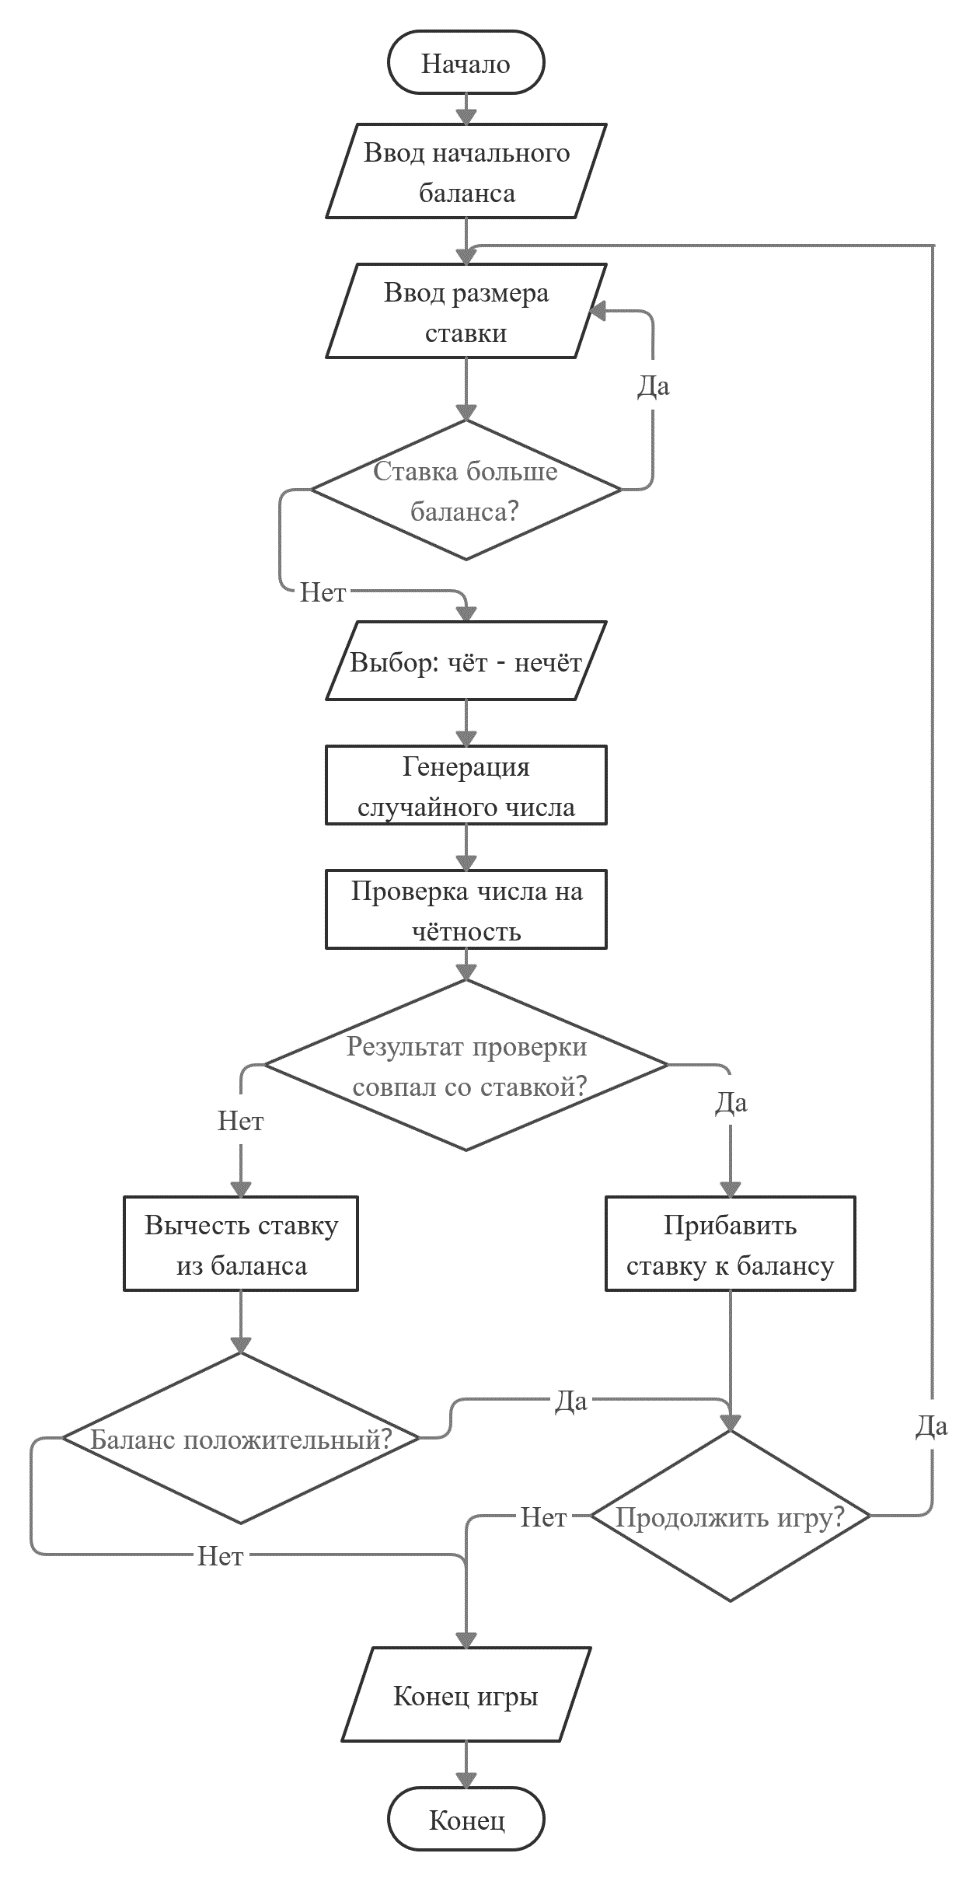 Начало
Ввод начального
баланса
Ввод размера
ставки
Да
Ставка больше
баланса?
Нет
Выбор: чёт - нечёт
Генерация
случайного числа
Проверка числа на
чётность
Результат проверки
совпал со ставкой?
Нет
Да
Вычесть ставку
из баланса
Прибавить
ставку к балансу
Да
Да
Баланс положительный?
Нет
Продолжить игру?
Нет
Конец игры
Конец